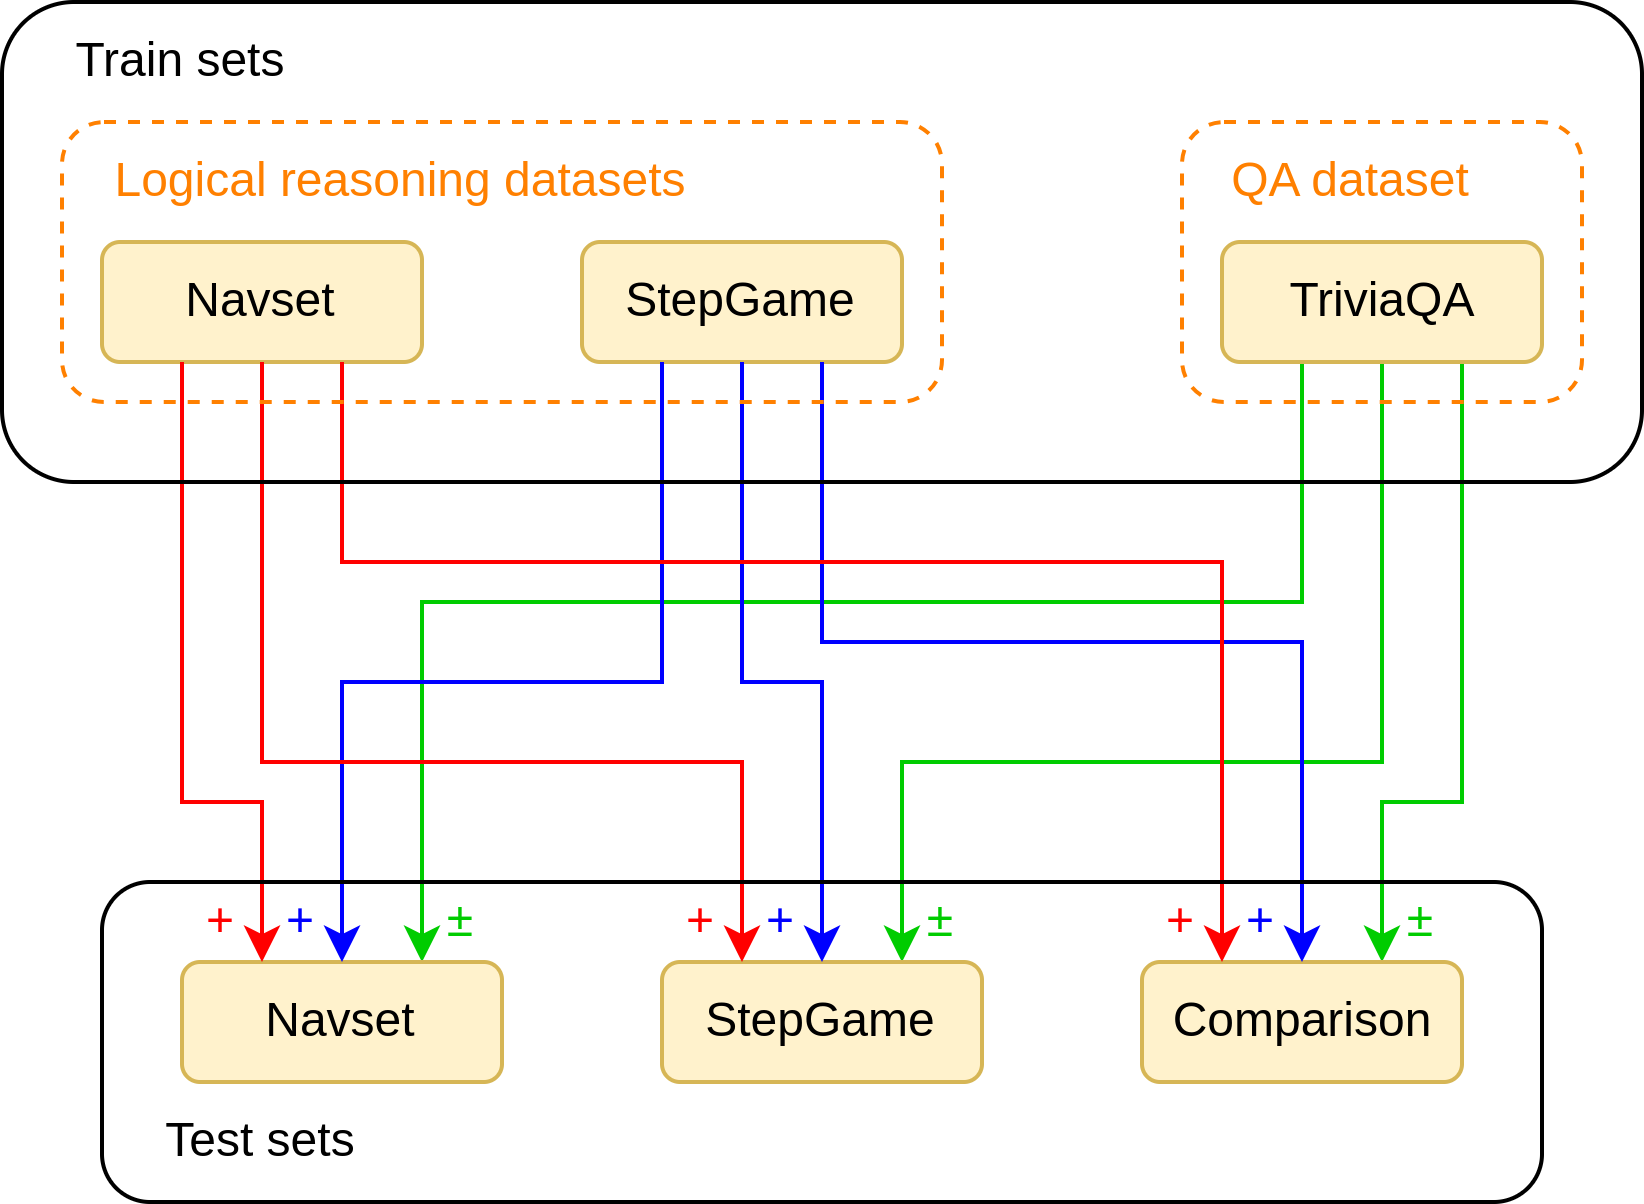 Train sets
Logical reasoning datasets
QA dataset
Navset
StepGame
TriviaQA
+ + ±
+ + ±
+ + ±
Navset
StepGame
Comparison
Test sets